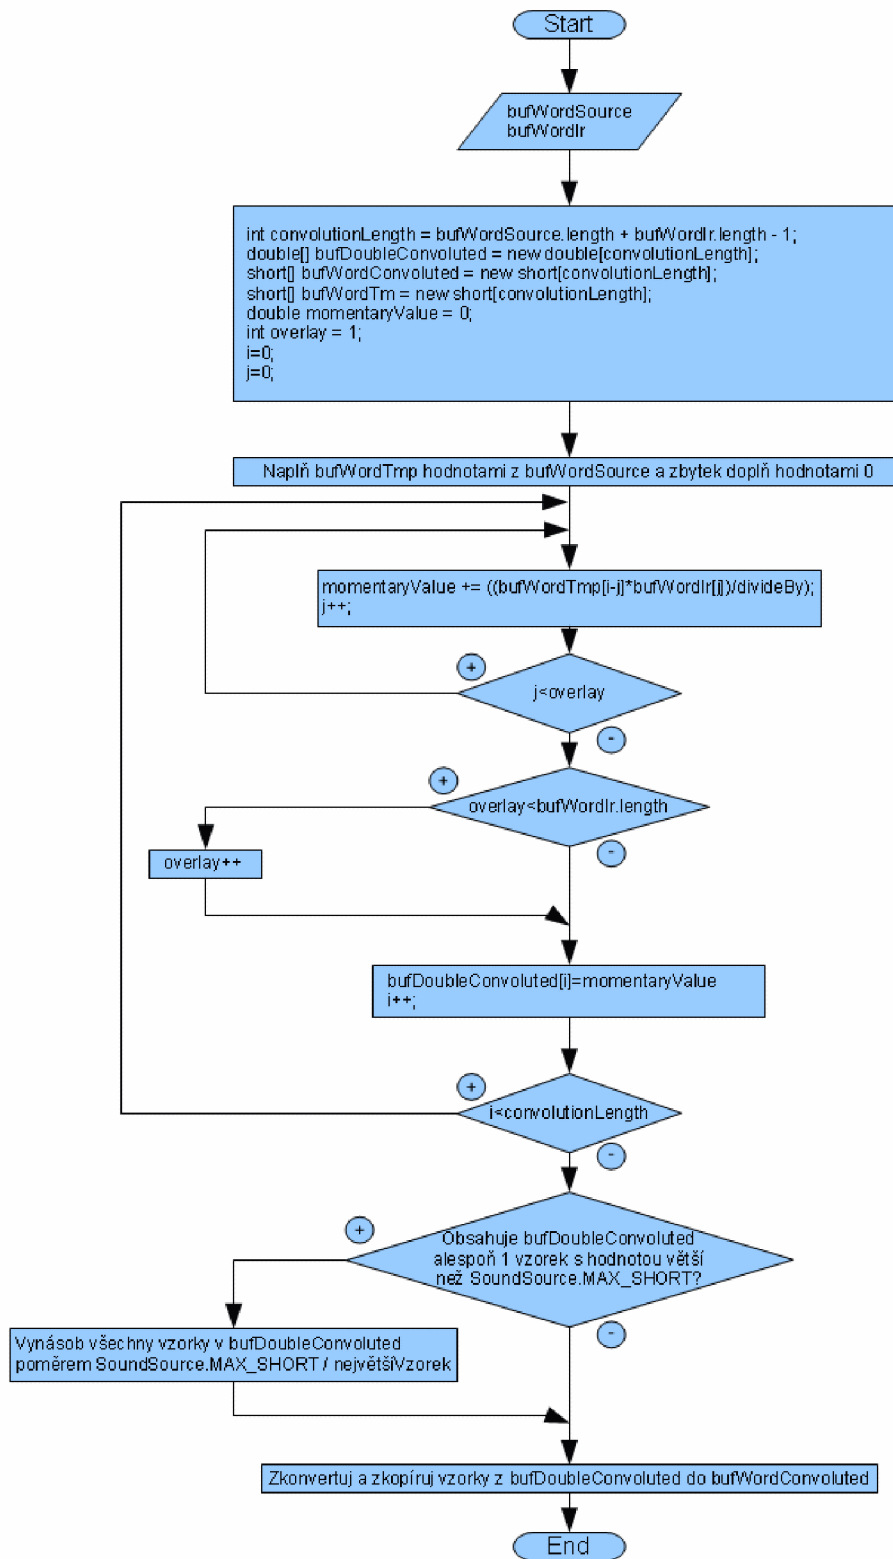 Start
bufWordSource
bufWordIr
int convolutionLength = bufWordSource.length + bufWordIr.length - 1;
double[] bufDoubleConvoluted = new double[convolutionLength];
short[] bufWordConvoluted = new short[convolutionLength];
short[] bufWordTm = new short[convolutionLength];
double momentaryValue = 0;
int overlay = 1;
i=0;
j=0;
Naplň bufWordTmp hodnotami z bufWordSource a zbytek doplň hodnotami 0
momentaryValue += ((bufWordTmp[i-j]*bufWordIr[j])/divideBy);
j++;
+
j<overlay
-
+
overlay<bufWordIr.length
-
overlay++
bufDoubleConvoluted[i]=momentaryValue
i++;
+
i<convolutionLength
-
+
Obsahuje bufDoubleConvoluted
alespoň 1 vzorek s hodnotou větší
než SoundSource.MAX_SHORT?
-
Vynásob všechny vzorky v bufDoubleConvoluted
poměrem SoundSource.MAX_SHORT / největšíVzorek
Zkonvertuj a zkopíruj vzorky z bufDoubleConvoluted do bufWordConvoluted
End